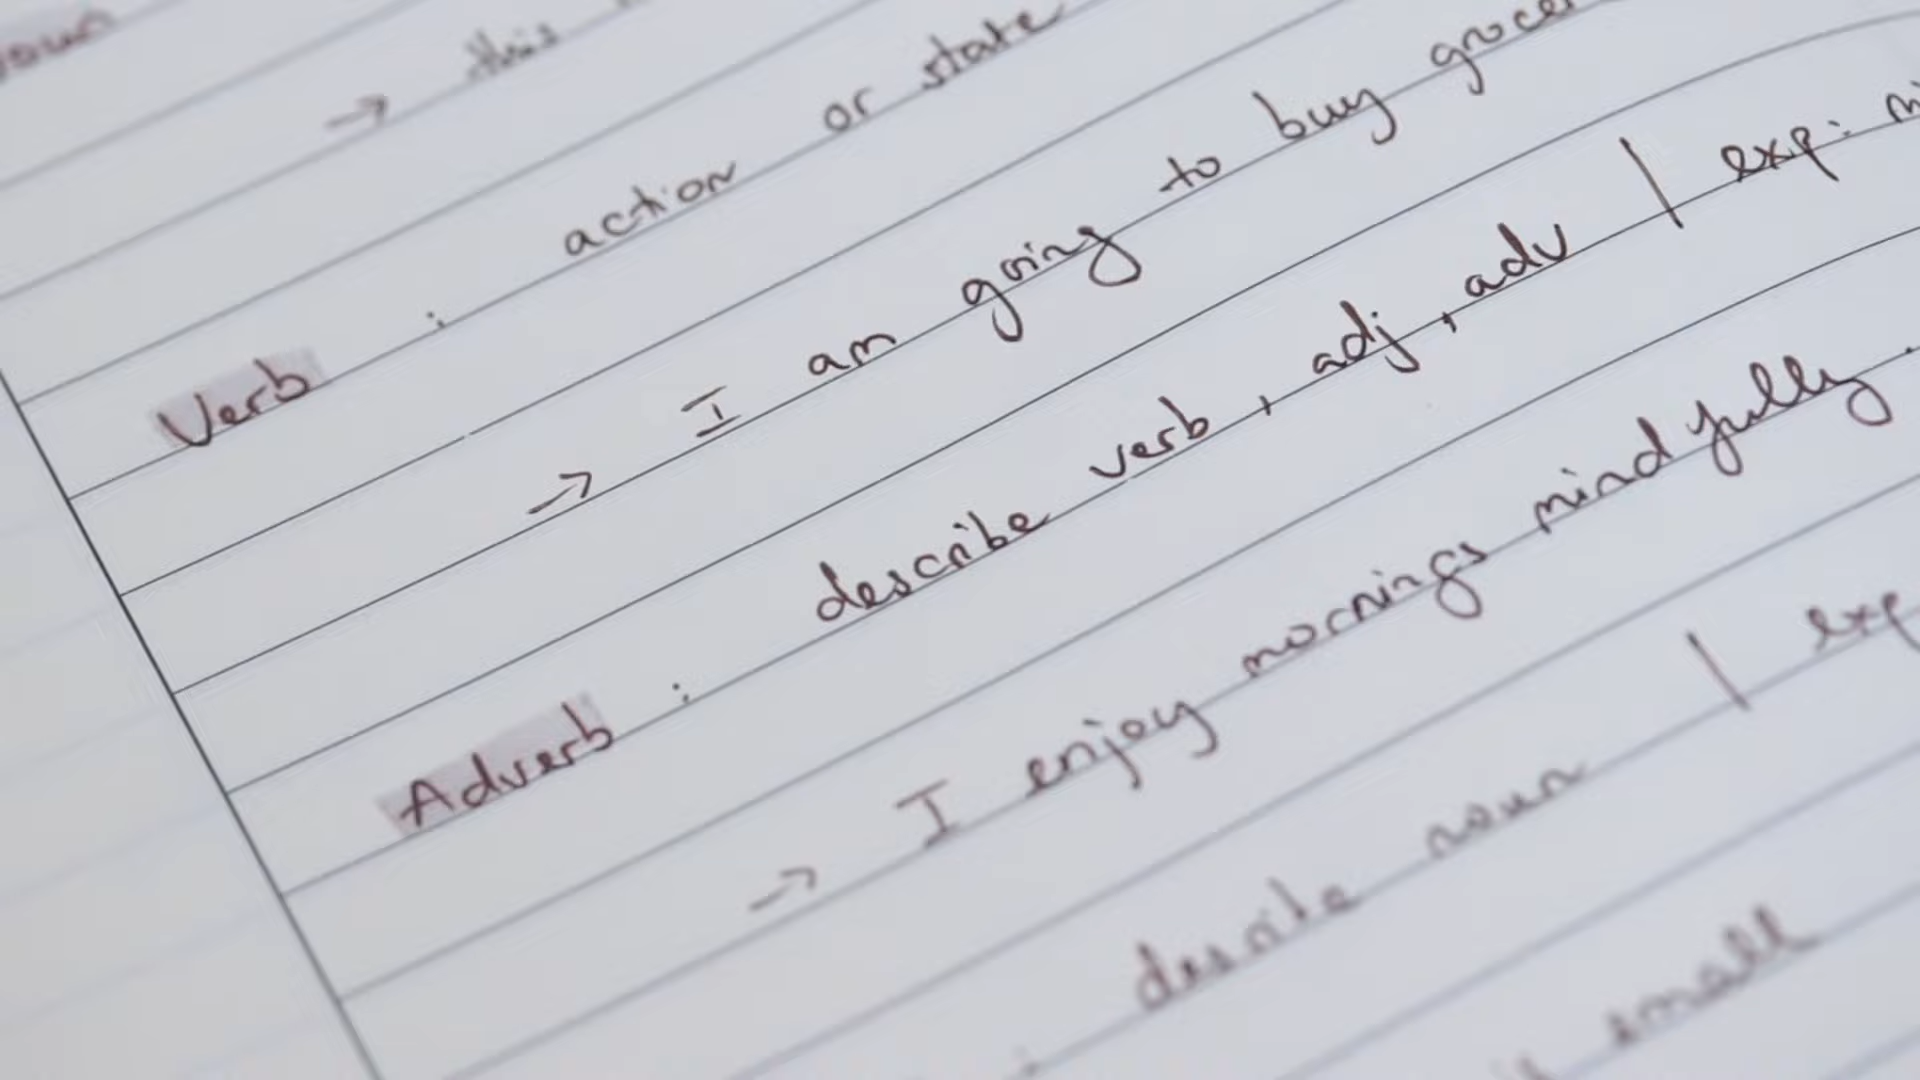 noun
→ this
Verb : action or state
→ I am going to buy
Adverb : describe verb, adj, adv | exp:
→ I enjoy mornings mindfully.
: describe noun | exp
small